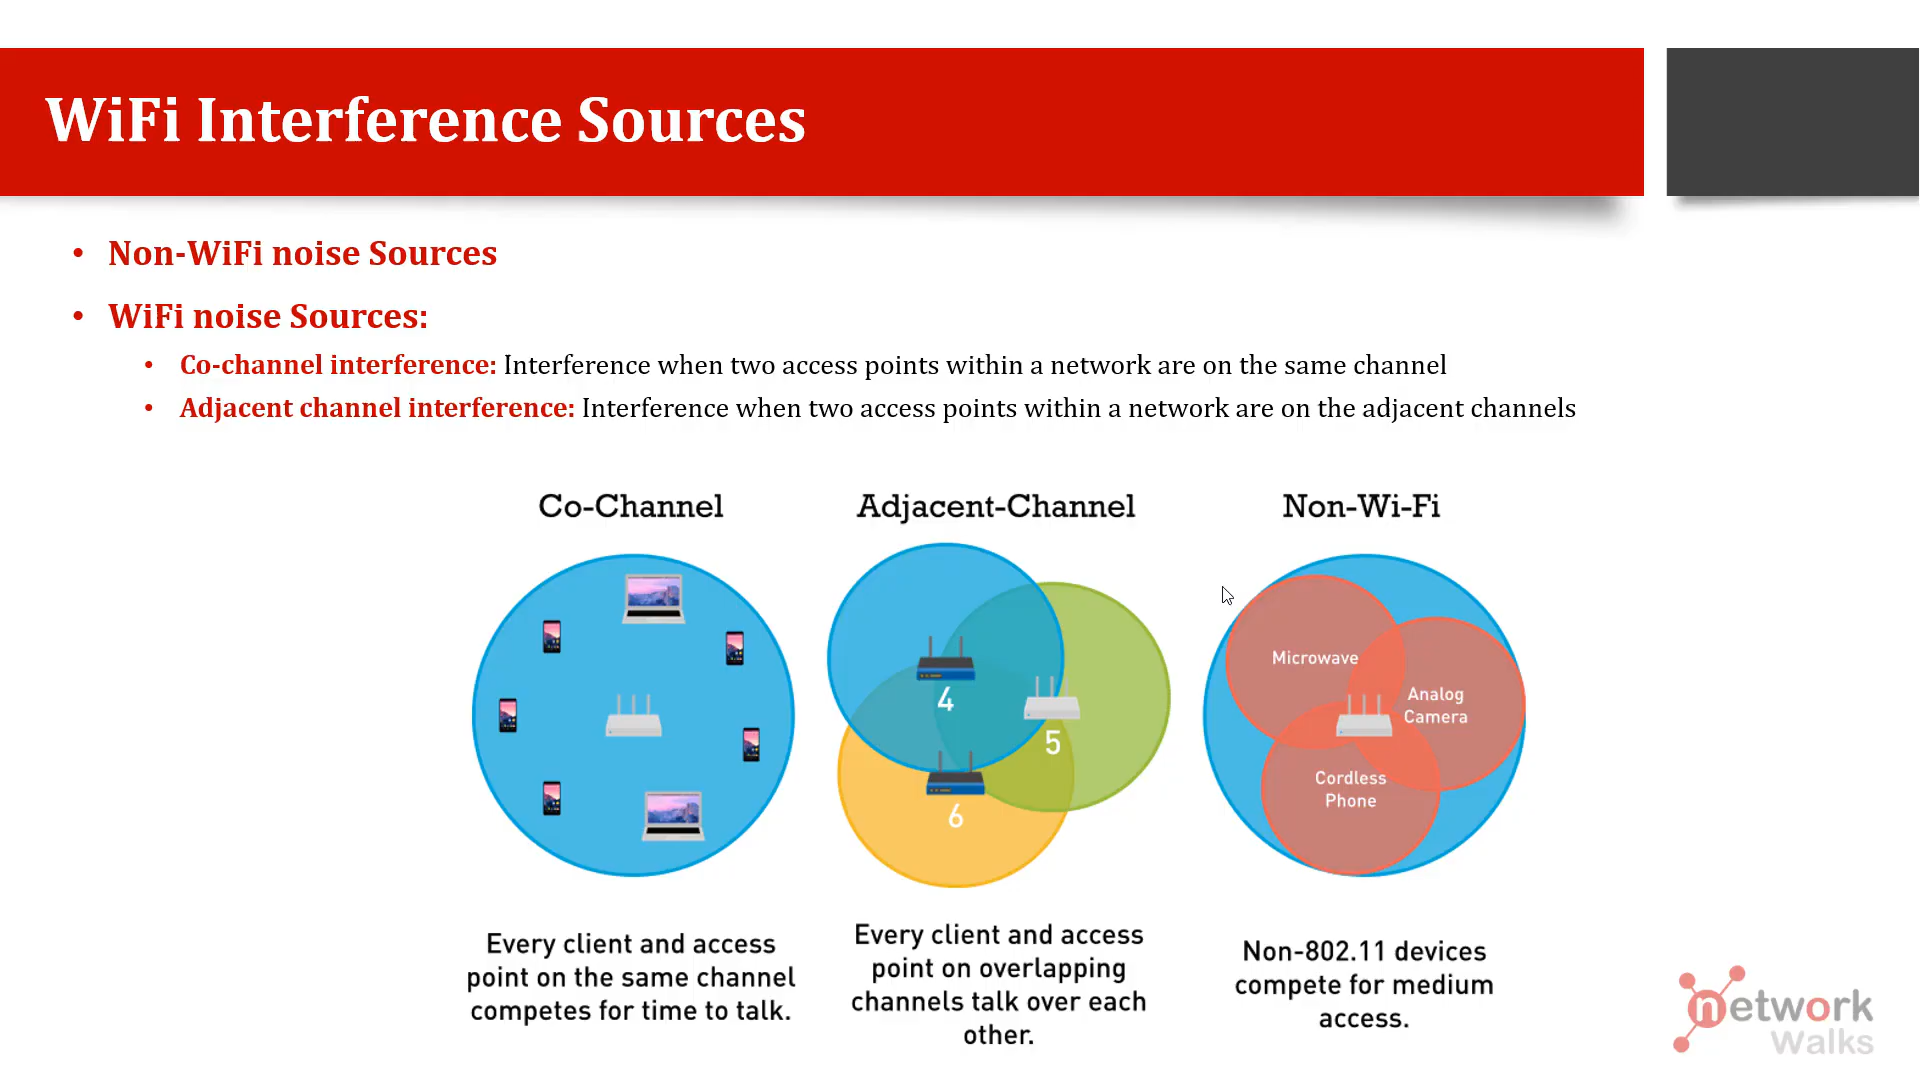 WiFi Interference Sources
• Non-WiFi noise Sources
• WiFi noise Sources:
• Co-channel interference: Interference when two access points within a network are on the same channel
• Adjacent channel interference: Interference when two access points within a network are on the adjacent channels
Co-Channel
Adjacent-Channel
Non-Wi-Fi
4
5
6
Microwave
Analog
Camera
Cordless
Phone
Every client and access
point on the same channel
competes for time to talk.
Every client and access
point on overlapping
channels talk over each
other.
Non-802.11 devices
compete for medium
access.
network
Walks